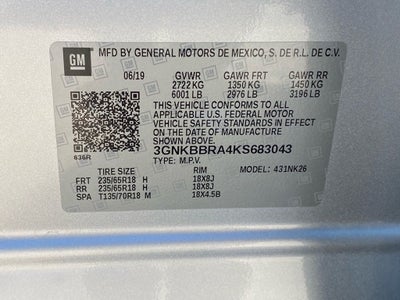 GM
MFD BY GENERAL MOTORS DE MEXICO, S. DE R.L. DE C.V.
06/19 GVWR GAWR FRT GAWR RR
2722 KG 1350 KG 1450 KG
6001 LB 2976 LB 3196 LB
THIS VEHICLE CONFORMS TO ALL
APPLICABLE U.S. FEDERAL MOTOR
VEHICLE SAFETY STANDARDS IN EFFECT ON
THE DATE OF MANUFACTURE SHOWN ABOVE.
636R
3GNKBBRA4KS683043
TYPE: M.P.V. MODEL: 431NK26
TIRE SIZE SPEED RTG RIM
FRT 235/65R18 H 18X8J
RR 235/65R18 H 18X8J
SPA T135/70R18 M 18X4.5B